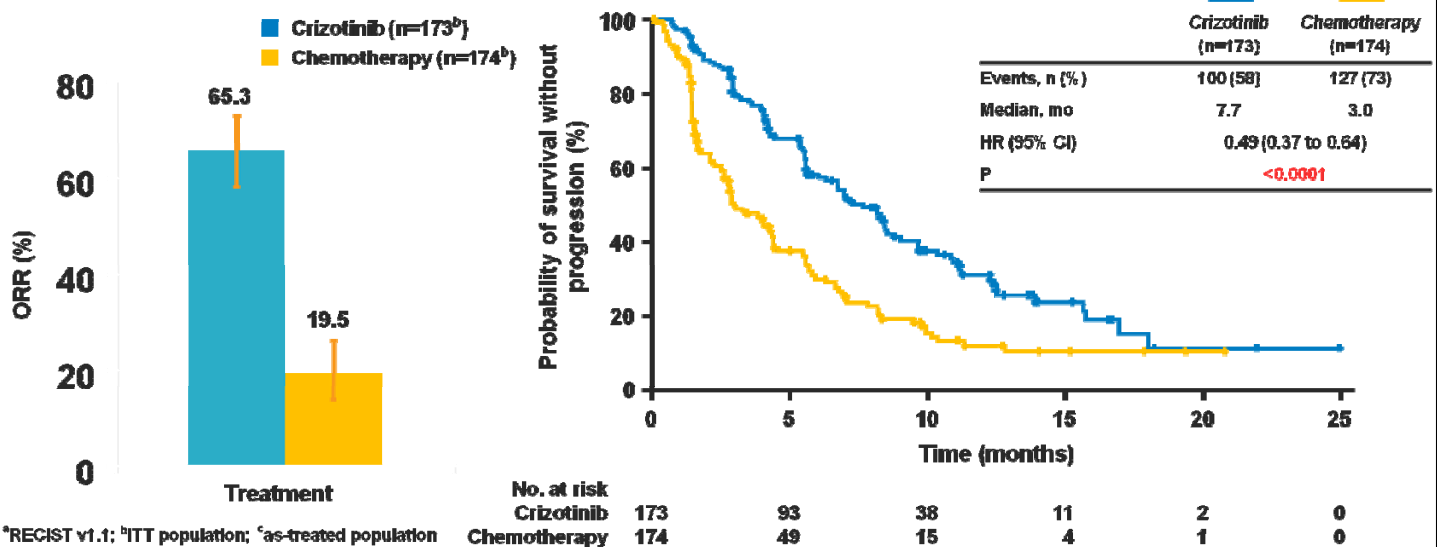 Crizotinib (n=173ᵇ)
Chemotherapy (n=174ᵇ)
80
60
40
20
0
ORR (%)
65.3
19.5
Treatment
ᵃRECIST v1.1; ᵇITT population; ᶜas-treated population
Probability of survival without
progression (%)
100
80
60
40
20
0
0 5 10 15 20 25
Time (months)
Crizotinib Chemotherapy
(n=173) (n=174)
Events, n (%) 100 (58) 127 (73)
Median, mo 7.7 3.0
HR (95% CI) 0.49 (0.37 to 0.64)
P <0.0001
No. at risk
Crizotinib 173 93 38 11 2 0
Chemotherapy 174 49 15 4 1 0